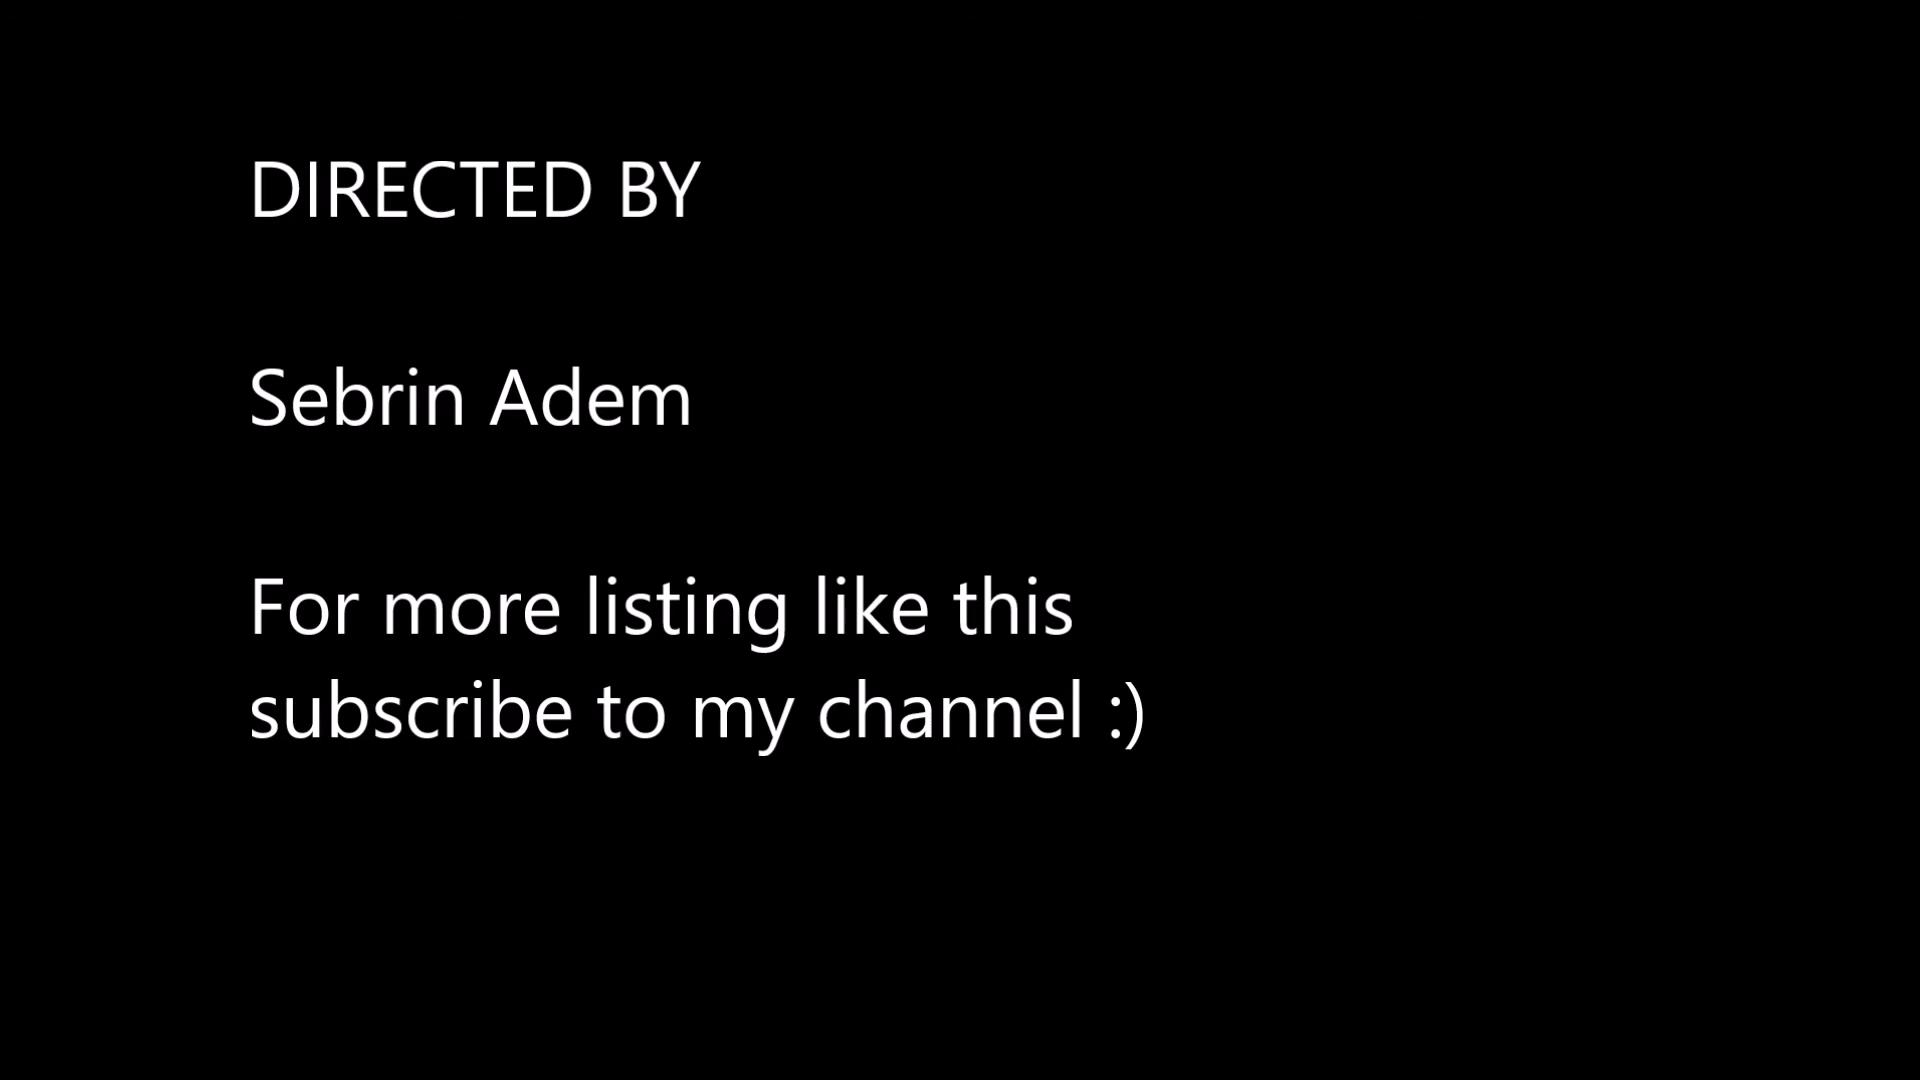 DIRECTED BY
Sebrin Adem
For more listing like this
subscribe to my channel :)